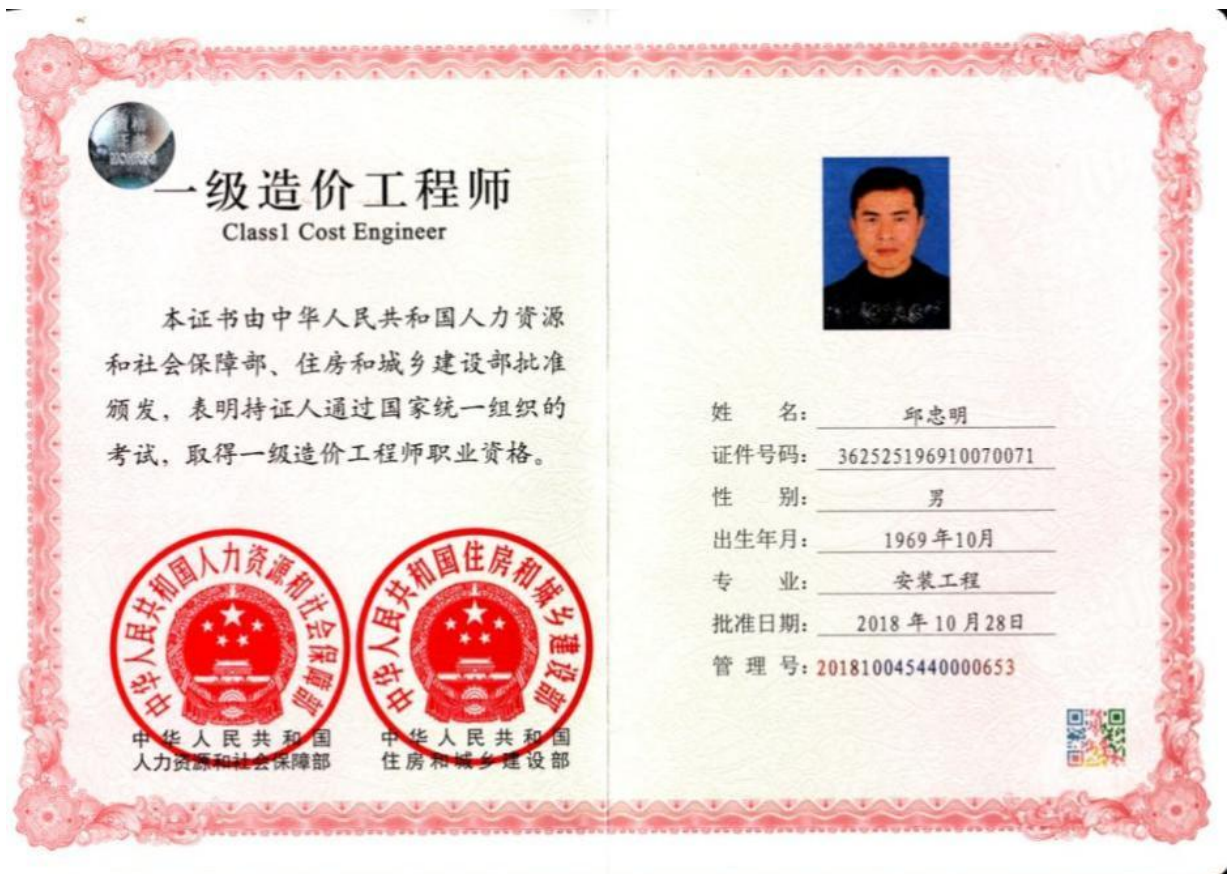 一级造价工程师
Class1 Cost Engineer
本证书由中华人民共和国人力资源
和社会保障部、住房和城乡建设部批准
颁发，表明持证人通过国家统一组织的
考试，取得一级造价工程师职业资格。
中华人民共和国人力资源和社会保障部
中华人民共和国住房和城乡建设部
中华人民共和国
人力资源和社会保障部
中华人民共和国
住房和城乡建设部
姓 名：邱忠明
证件号码：362525196910070071
性 别：男
出生年月：1969年10月
专 业：安装工程
批准日期：2018年10月28日
管 理 号：201810045440000653